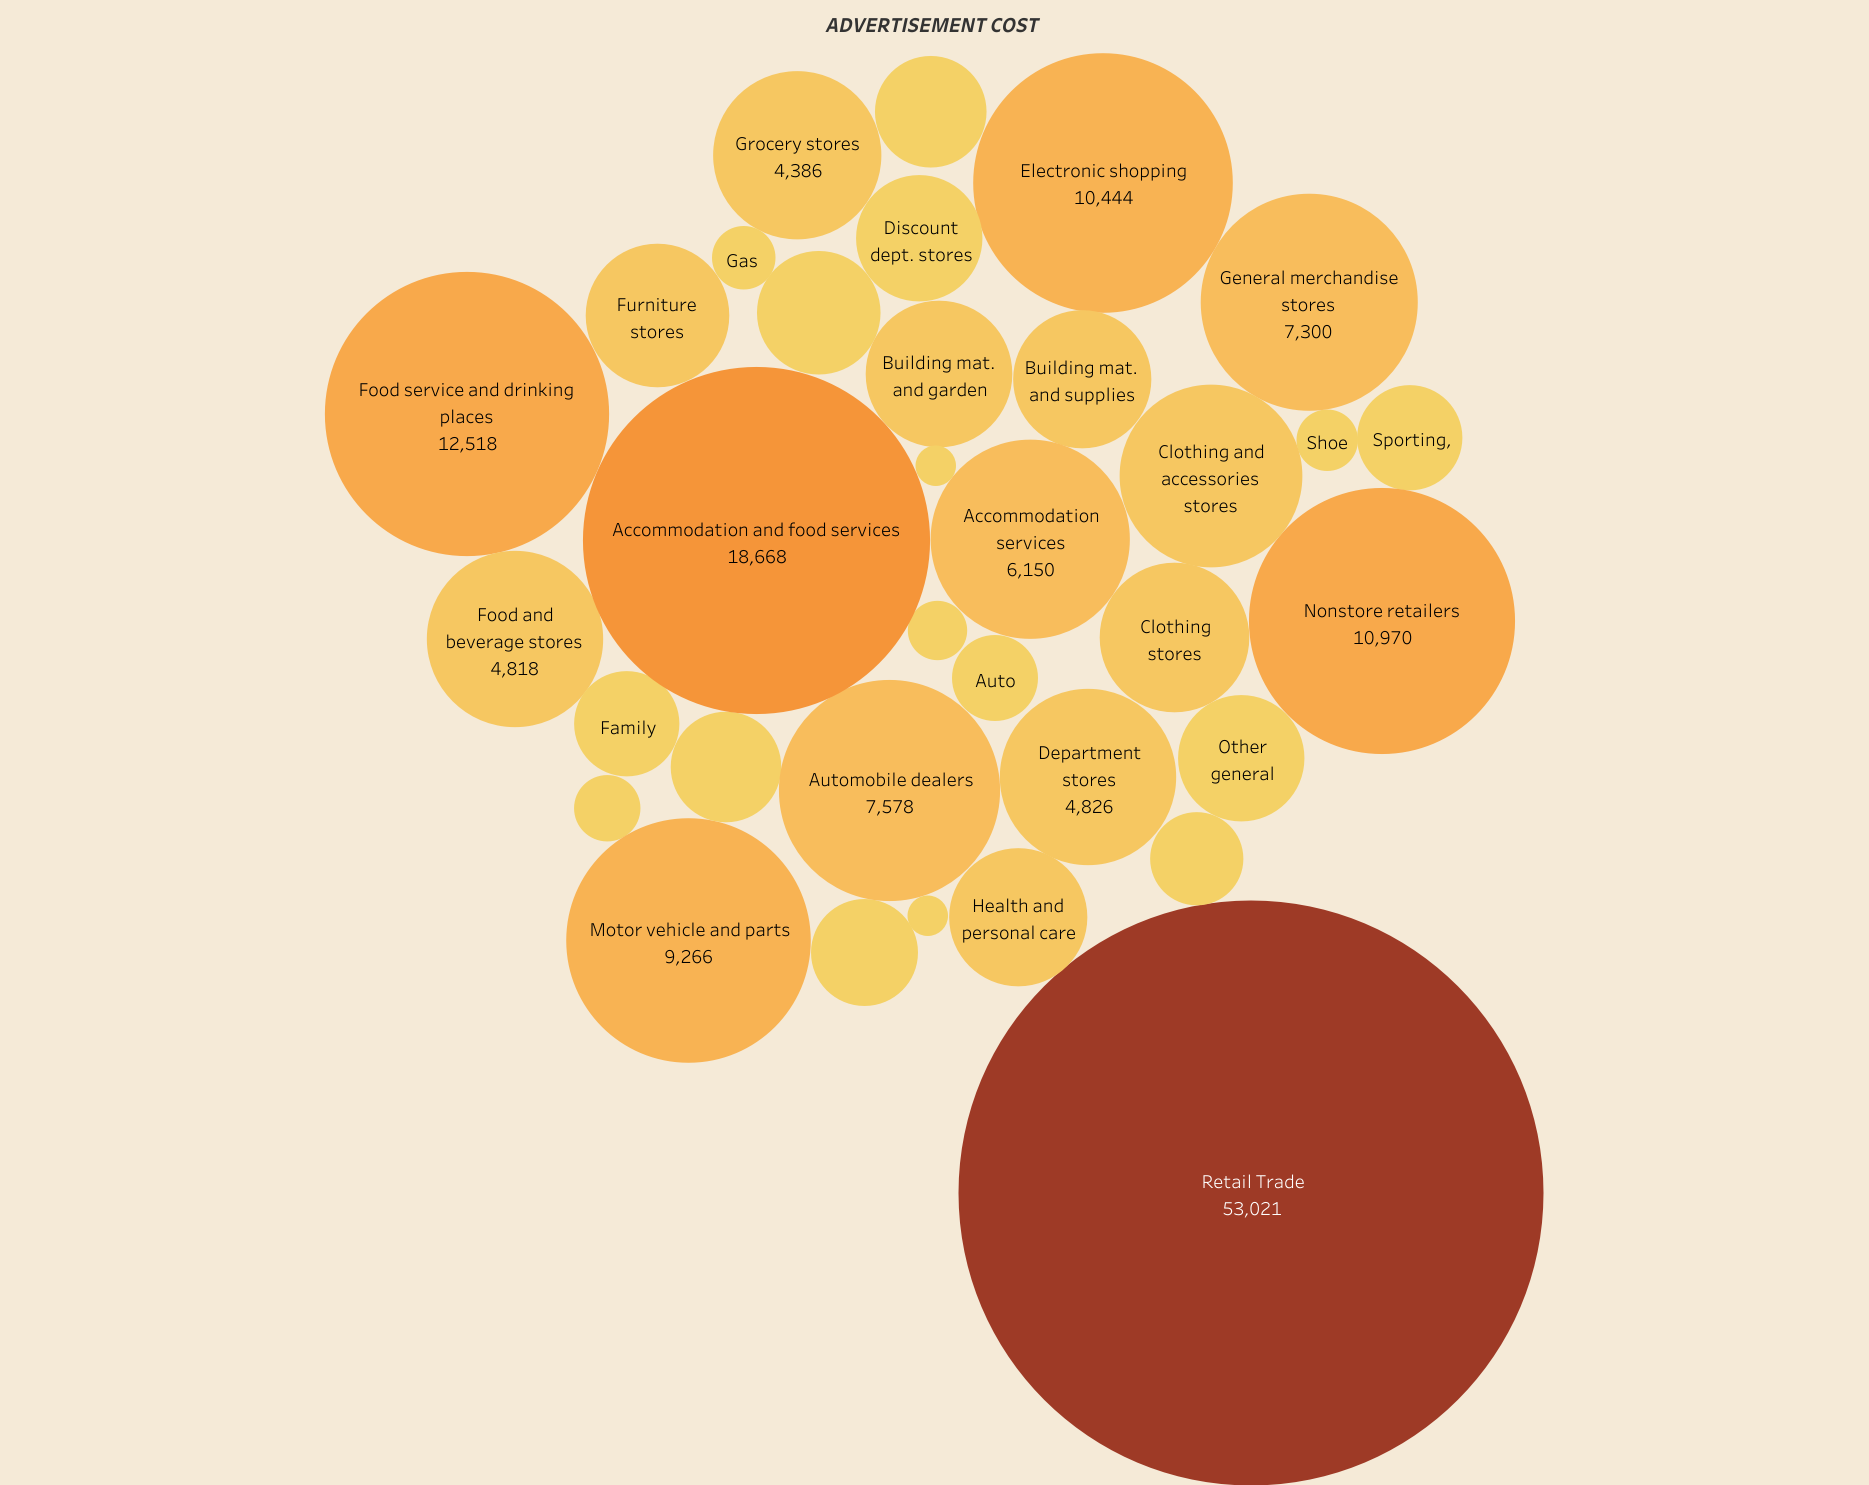 ADVERTISEMENT COST
Grocery stores
4,386
Electronic shopping
10,444
Discount
dept. stores
Gas
General merchandise
stores
7,300
Furniture
stores
Building mat.
and garden
Building mat.
and supplies
Food service and drinking
places
12,518
Clothing and
accessories
stores
Shoe
Sporting,
Accommodation and food services
18,668
Accommodation
services
6,150
Food and
beverage stores
4,818
Clothing
stores
Nonstore retailers
10,970
Auto
Family
Automobile dealers
7,578
Department
stores
4,826
Other
general
Motor vehicle and parts
9,266
Health and
personal care
Retail Trade
53,021